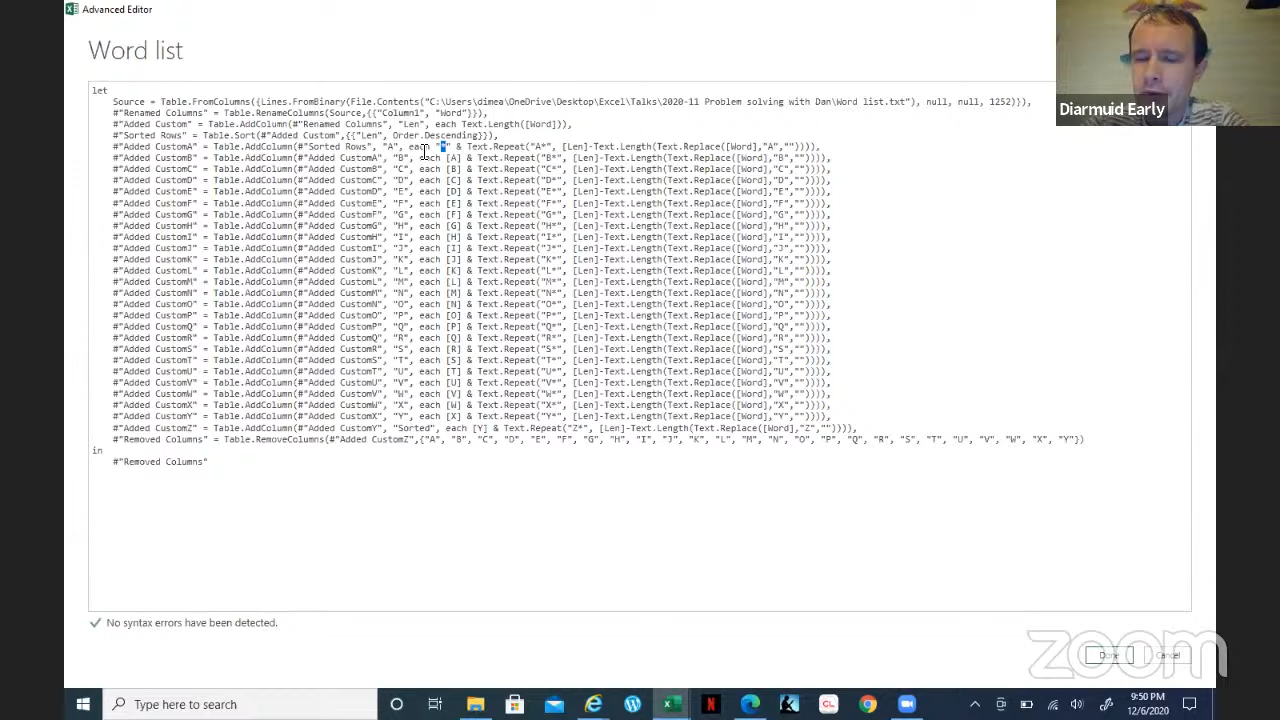 Advanced Editor
Word list
let
Source = Table.FromColumns({Lines.FromBinary(File.Contents("C:\Users\dimea\OneDrive\Desktop\Excel\Talks\2020-11 Problem solving with Dan\Word list.txt"), null, null, 1252)}),
#"Renamed Columns" = Table.RenameColumns(Source,{{"Column1", "Word"}}),
#"Added Custom" = Table.AddColumn(#"Renamed Columns", "Len", each Text.Length([Word])),
#"Sorted Rows" = Table.Sort(#"Added Custom",{{"Len", Order.Descending}}),
#"Added CustomA" = Table.AddColumn(#"Sorted Rows", "A", each "*" & Text.Repeat("A*", [Len]-Text.Length(Text.Replace([Word],"A","")))),
#"Added CustomB" = Table.AddColumn(#"Added CustomA", "B", each [A] & Text.Repeat("B*", [Len]-Text.Length(Text.Replace([Word],"B","")))),
#"Added CustomC" = Table.AddColumn(#"Added CustomB", "C", each [B] & Text.Repeat("C*", [Len]-Text.Length(Text.Replace([Word],"C","")))),
#"Added CustomD" = Table.AddColumn(#"Added CustomC", "D", each [C] & Text.Repeat("D*", [Len]-Text.Length(Text.Replace([Word],"D","")))),
#"Added CustomE" = Table.AddColumn(#"Added CustomD", "E", each [D] & Text.Repeat("E*", [Len]-Text.Length(Text.Replace([Word],"E","")))),
#"Added CustomF" = Table.AddColumn(#"Added CustomE", "F", each [E] & Text.Repeat("F*", [Len]-Text.Length(Text.Replace([Word],"F","")))),
#"Added CustomG" = Table.AddColumn(#"Added CustomF", "G", each [F] & Text.Repeat("G*", [Len]-Text.Length(Text.Replace([Word],"G","")))),
#"Added CustomH" = Table.AddColumn(#"Added CustomG", "H", each [G] & Text.Repeat("H*", [Len]-Text.Length(Text.Replace([Word],"H","")))),
#"Added CustomI" = Table.AddColumn(#"Added CustomH", "I", each [H] & Text.Repeat("I*", [Len]-Text.Length(Text.Replace([Word],"I","")))),
#"Added CustomJ" = Table.AddColumn(#"Added CustomI", "J", each [I] & Text.Repeat("J*", [Len]-Text.Length(Text.Replace([Word],"J","")))),
#"Added CustomK" = Table.AddColumn(#"Added CustomJ", "K", each [J] & Text.Repeat("K*", [Len]-Text.Length(Text.Replace([Word],"K","")))),
#"Added CustomL" = Table.AddColumn(#"Added CustomK", "L", each [K] & Text.Repeat("L*", [Len]-Text.Length(Text.Replace([Word],"L","")))),
#"Added CustomM" = Table.AddColumn(#"Added CustomL", "M", each [L] & Text.Repeat("M*", [Len]-Text.Length(Text.Replace([Word],"M","")))),
#"Added CustomN" = Table.AddColumn(#"Added CustomM", "N", each [M] & Text.Repeat("N*", [Len]-Text.Length(Text.Replace([Word],"N","")))),
#"Added CustomO" = Table.AddColumn(#"Added CustomN", "O", each [N] & Text.Repeat("O*", [Len]-Text.Length(Text.Replace([Word],"O","")))),
#"Added CustomP" = Table.AddColumn(#"Added CustomO", "P", each [O] & Text.Repeat("P*", [Len]-Text.Length(Text.Replace([Word],"P","")))),
#"Added CustomQ" = Table.AddColumn(#"Added CustomP", "Q", each [P] & Text.Repeat("Q*", [Len]-Text.Length(Text.Replace([Word],"Q","")))),
#"Added CustomR" = Table.AddColumn(#"Added CustomQ", "R", each [Q] & Text.Repeat("R*", [Len]-Text.Length(Text.Replace([Word],"R","")))),
#"Added CustomS" = Table.AddColumn(#"Added CustomR", "S", each [R] & Text.Repeat("S*", [Len]-Text.Length(Text.Replace([Word],"S","")))),
#"Added CustomT" = Table.AddColumn(#"Added CustomS", "T", each [S] & Text.Repeat("T*", [Len]-Text.Length(Text.Replace([Word],"T","")))),
#"Added CustomU" = Table.AddColumn(#"Added CustomT", "U", each [T] & Text.Repeat("U*", [Len]-Text.Length(Text.Replace([Word],"U","")))),
#"Added CustomV" = Table.AddColumn(#"Added CustomU", "V", each [U] & Text.Repeat("V*", [Len]-Text.Length(Text.Replace([Word],"V","")))),
#"Added CustomW" = Table.AddColumn(#"Added CustomV", "W", each [V] & Text.Repeat("W*", [Len]-Text.Length(Text.Replace([Word],"W","")))),
#"Added CustomX" = Table.AddColumn(#"Added CustomW", "X", each [W] & Text.Repeat("X*", [Len]-Text.Length(Text.Replace([Word],"X","")))),
#"Added CustomY" = Table.AddColumn(#"Added CustomX", "Y", each [X] & Text.Repeat("Y*", [Len]-Text.Length(Text.Replace([Word],"Y","")))),
#"Added CustomZ" = Table.AddColumn(#"Added CustomY", "Sorted", each [Y] & Text.Repeat("Z*", [Len]-Text.Length(Text.Replace([Word],"Z","")))),
#"Removed Columns" = Table.RemoveColumns(#"Added CustomZ",{"A", "B", "C", "D", "E", "F", "G", "H", "I", "J", "K", "L", "M", "N", "O", "P", "Q", "R", "S", "T", "U", "V", "W", "X", "Y"})
in
#"Removed Columns"
No syntax errors have been detected.
Done Cancel
zoom
Diarmuid Early
Type here to search
9:50 PM
12/6/2020